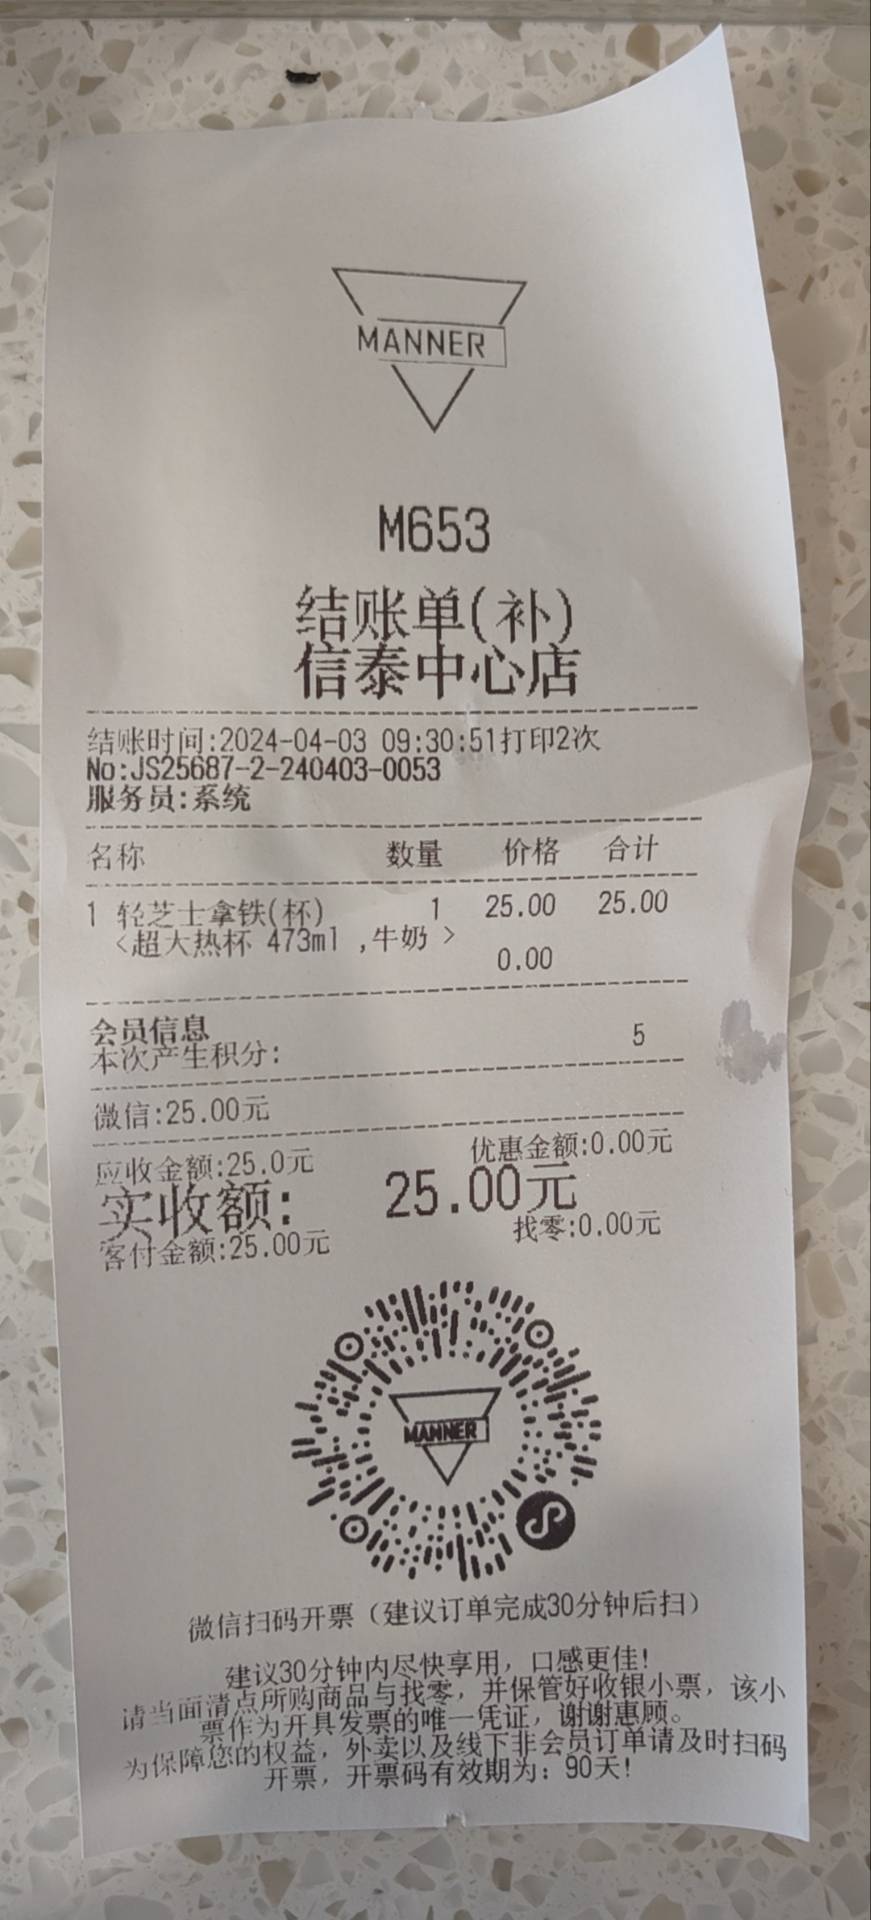 MANNER
M653
结账单(补)
信泰中心店
结账时间:2024-04-03 09:30:51打印2次
No:JS25687-2-240403-0053
服务员:系统
名称 数量 价格 合计
1 轻芝士拿铁(杯) 1 25.00 25.00
<超大热杯 473ml ,牛奶 >
0.00
会员信息
本次产生积分: 5
微信:25.00元
应收金额:25.0元 优惠金额:0.00元
实收额: 25.00元
客付金额:25.00元 找零:0.00元
MANNER
微信扫码开票（建议订单完成30分钟后扫）
建议30分钟内尽快享用，口感更佳!
请当面清点所购商品与找零，并保管好收银小票，该小
票作为开具发票的唯一凭证，谢谢惠顾。
为保障您的权益，外卖以及线下非会员订单请及时扫码
开票，开票码有效期为：90天!